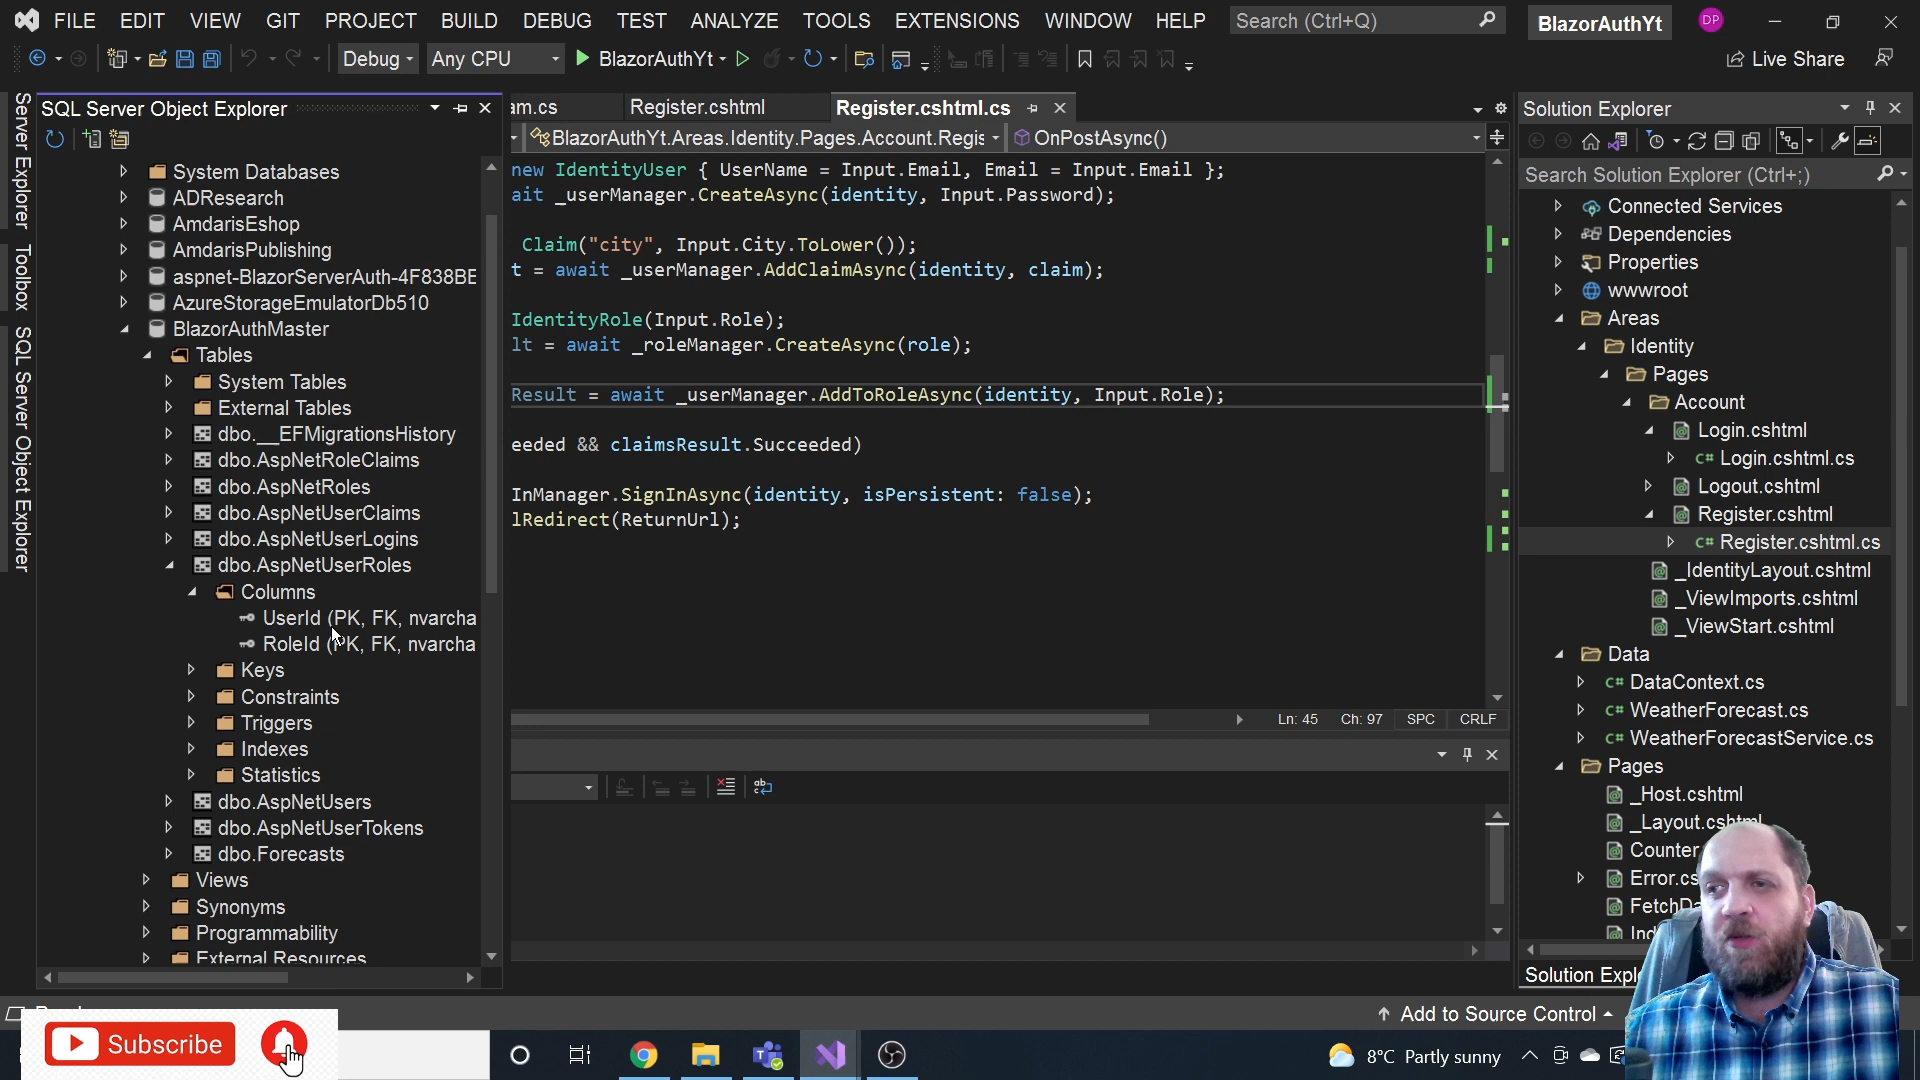 FILE EDIT VIEW GIT PROJECT BUILD DEBUG TEST ANALYZE TOOLS EXTENSIONS WINDOW HELP Search (Ctrl+Q) BlazorAuthYt DP
Debug Any CPU BlazorAuthYt Live Share
Server Explorer
Toolbox
SQL Server Object Explorer
SQL Server Object Explorer
System Databases
ADResearch
AmdarisEshop
AmdarisPublishing
aspnet-BlazorServerAuth-4F838BE
AzureStorageEmulatorDb510
BlazorAuthMaster
Tables
System Tables
External Tables
dbo.__EFMigrationsHistory
dbo.AspNetRoleClaims
dbo.AspNetRoles
dbo.AspNetUserClaims
dbo.AspNetUserLogins
dbo.AspNetUserRoles
Columns
UserId (PK, FK, nvarcha
RoleId (PK, FK, nvarcha
Keys
Constraints
Triggers
Indexes
Statistics
dbo.AspNetUsers
dbo.AspNetUserTokens
dbo.Forecasts
Views
Synonyms
Programmability
External Resources
am.cs Register.cshtml Register.cshtml.cs
BlazorAuthYt.Areas.Identity.Pages.Account.Regis OnPostAsync()
new IdentityUser { UserName = Input.Email, Email = Input.Email };
ait _userManager.CreateAsync(identity, Input.Password);
Claim("city", Input.City.ToLower());
t = await _userManager.AddClaimAsync(identity, claim);
IdentityRole(Input.Role);
lt = await _roleManager.CreateAsync(role);
Result = await _userManager.AddToRoleAsync(identity, Input.Role);
eeded && claimsResult.Succeeded)
InManager.SignInAsync(identity, isPersistent: false);
lRedirect(ReturnUrl);
Ln: 45 Ch: 97 SPC CRLF
Solution Explorer
Search Solution Explorer (Ctrl+;)
Connected Services
Dependencies
Properties
wwwroot
Areas
Identity
Pages
Account
Login.cshtml
C# Login.cshtml.cs
Logout.cshtml
Register.cshtml
C# Register.cshtml.cs
_IdentityLayout.cshtml
_ViewImports.cshtml
_ViewStart.cshtml
Data
C# DataContext.cs
C# WeatherForecast.cs
C# WeatherForecastService.cs
Pages
_Host.cshtml
_Layout.cshtml
Counter
Error.cs
FetchDa
Ind
Solution Explo
Add to Source Control
Subscribe
8°C Partly sunny